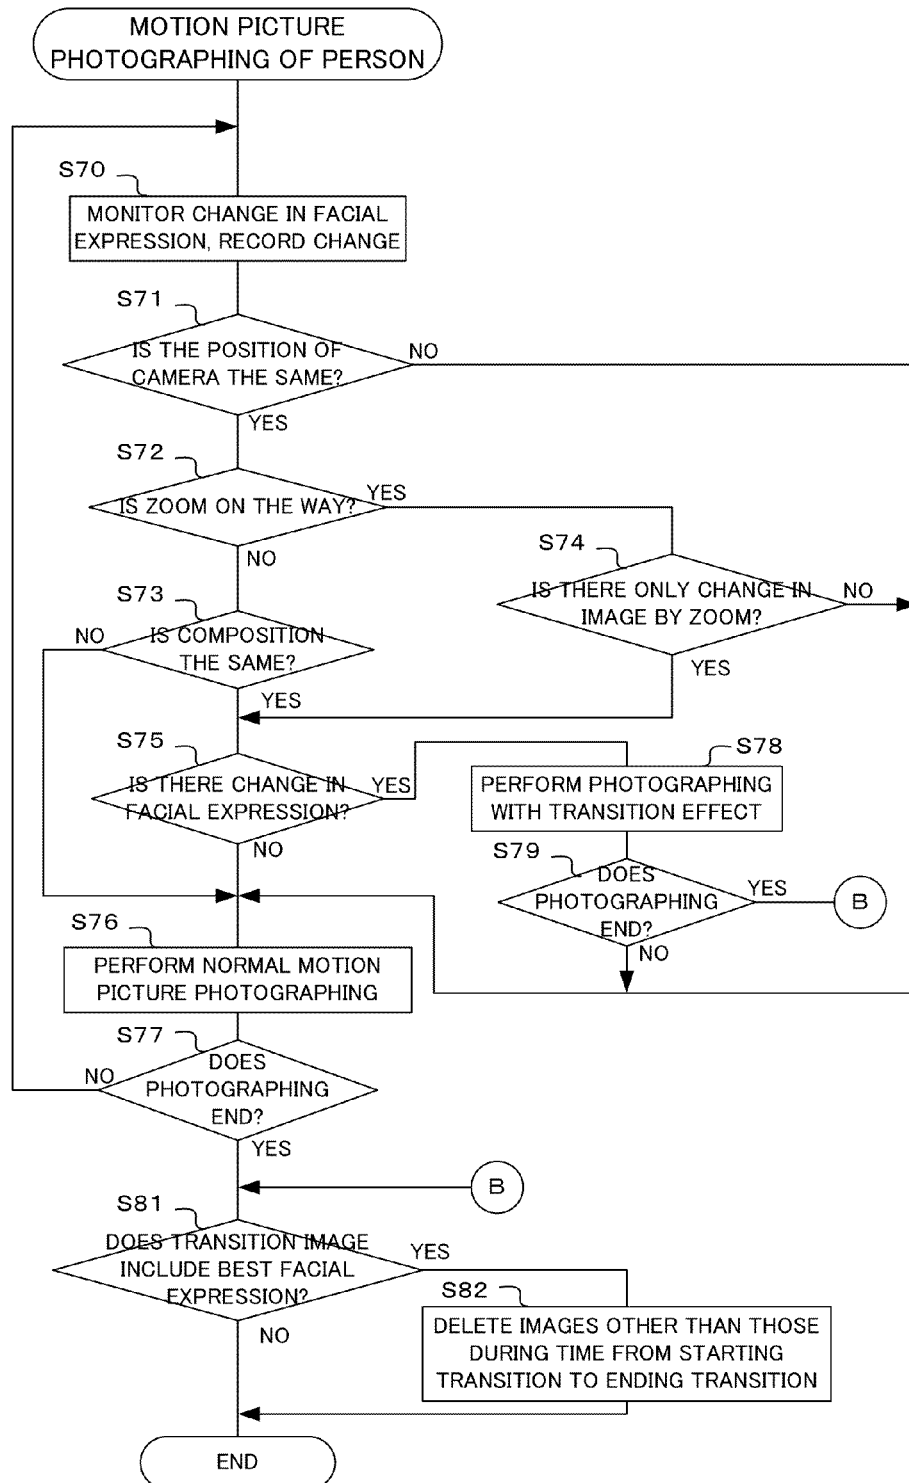 MOTION PICTURE
PHOTOGRAPHING OF PERSON
S70
MONITOR CHANGE IN FACIAL
EXPRESSION, RECORD CHANGE
S71
IS THE POSITION OF
CAMERA THE SAME?
NO
YES
S72
IS ZOOM ON THE WAY?
YES
NO
S74
IS THERE ONLY CHANGE IN
IMAGE BY ZOOM?
NO
YES
S73
IS COMPOSITION
THE SAME?
NO
YES
S75
IS THERE CHANGE IN
FACIAL EXPRESSION?
YES
NO
S78
PERFORM PHOTOGRAPHING
WITH TRANSITION EFFECT
S79
DOES
PHOTOGRAPHING
END?
YES
B
NO
S76
PERFORM NORMAL MOTION
PICTURE PHOTOGRAPHING
S77
DOES
PHOTOGRAPHING
END?
NO
YES
B
S81
DOES TRANSITION IMAGE
INCLUDE BEST FACIAL
EXPRESSION?
YES
NO
S82
DELETE IMAGES OTHER THAN THOSE
DURING TIME FROM STARTING
TRANSITION TO ENDING TRANSITION
END